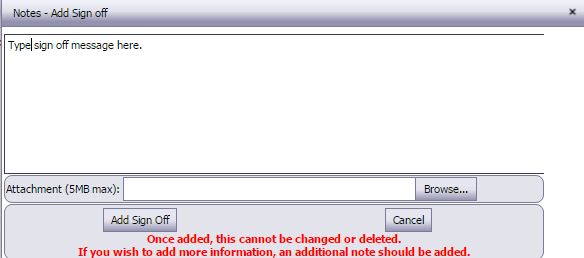 Notes - Add Sign off
Type sign off message here.
Attachment (5MB max):
Browse...
Add Sign Off
Cancel
Once added, this cannot be changed or deleted.
If you wish to add more information, an additional note should be added.